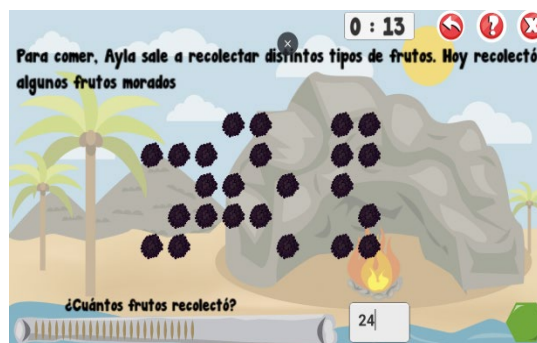 0 : 13
Para comer, Ayla sale a recolectar distintos tipos de frutos. Hoy recolectó
algunos frutos morados
¿Cuántos frutos recolectó?
24